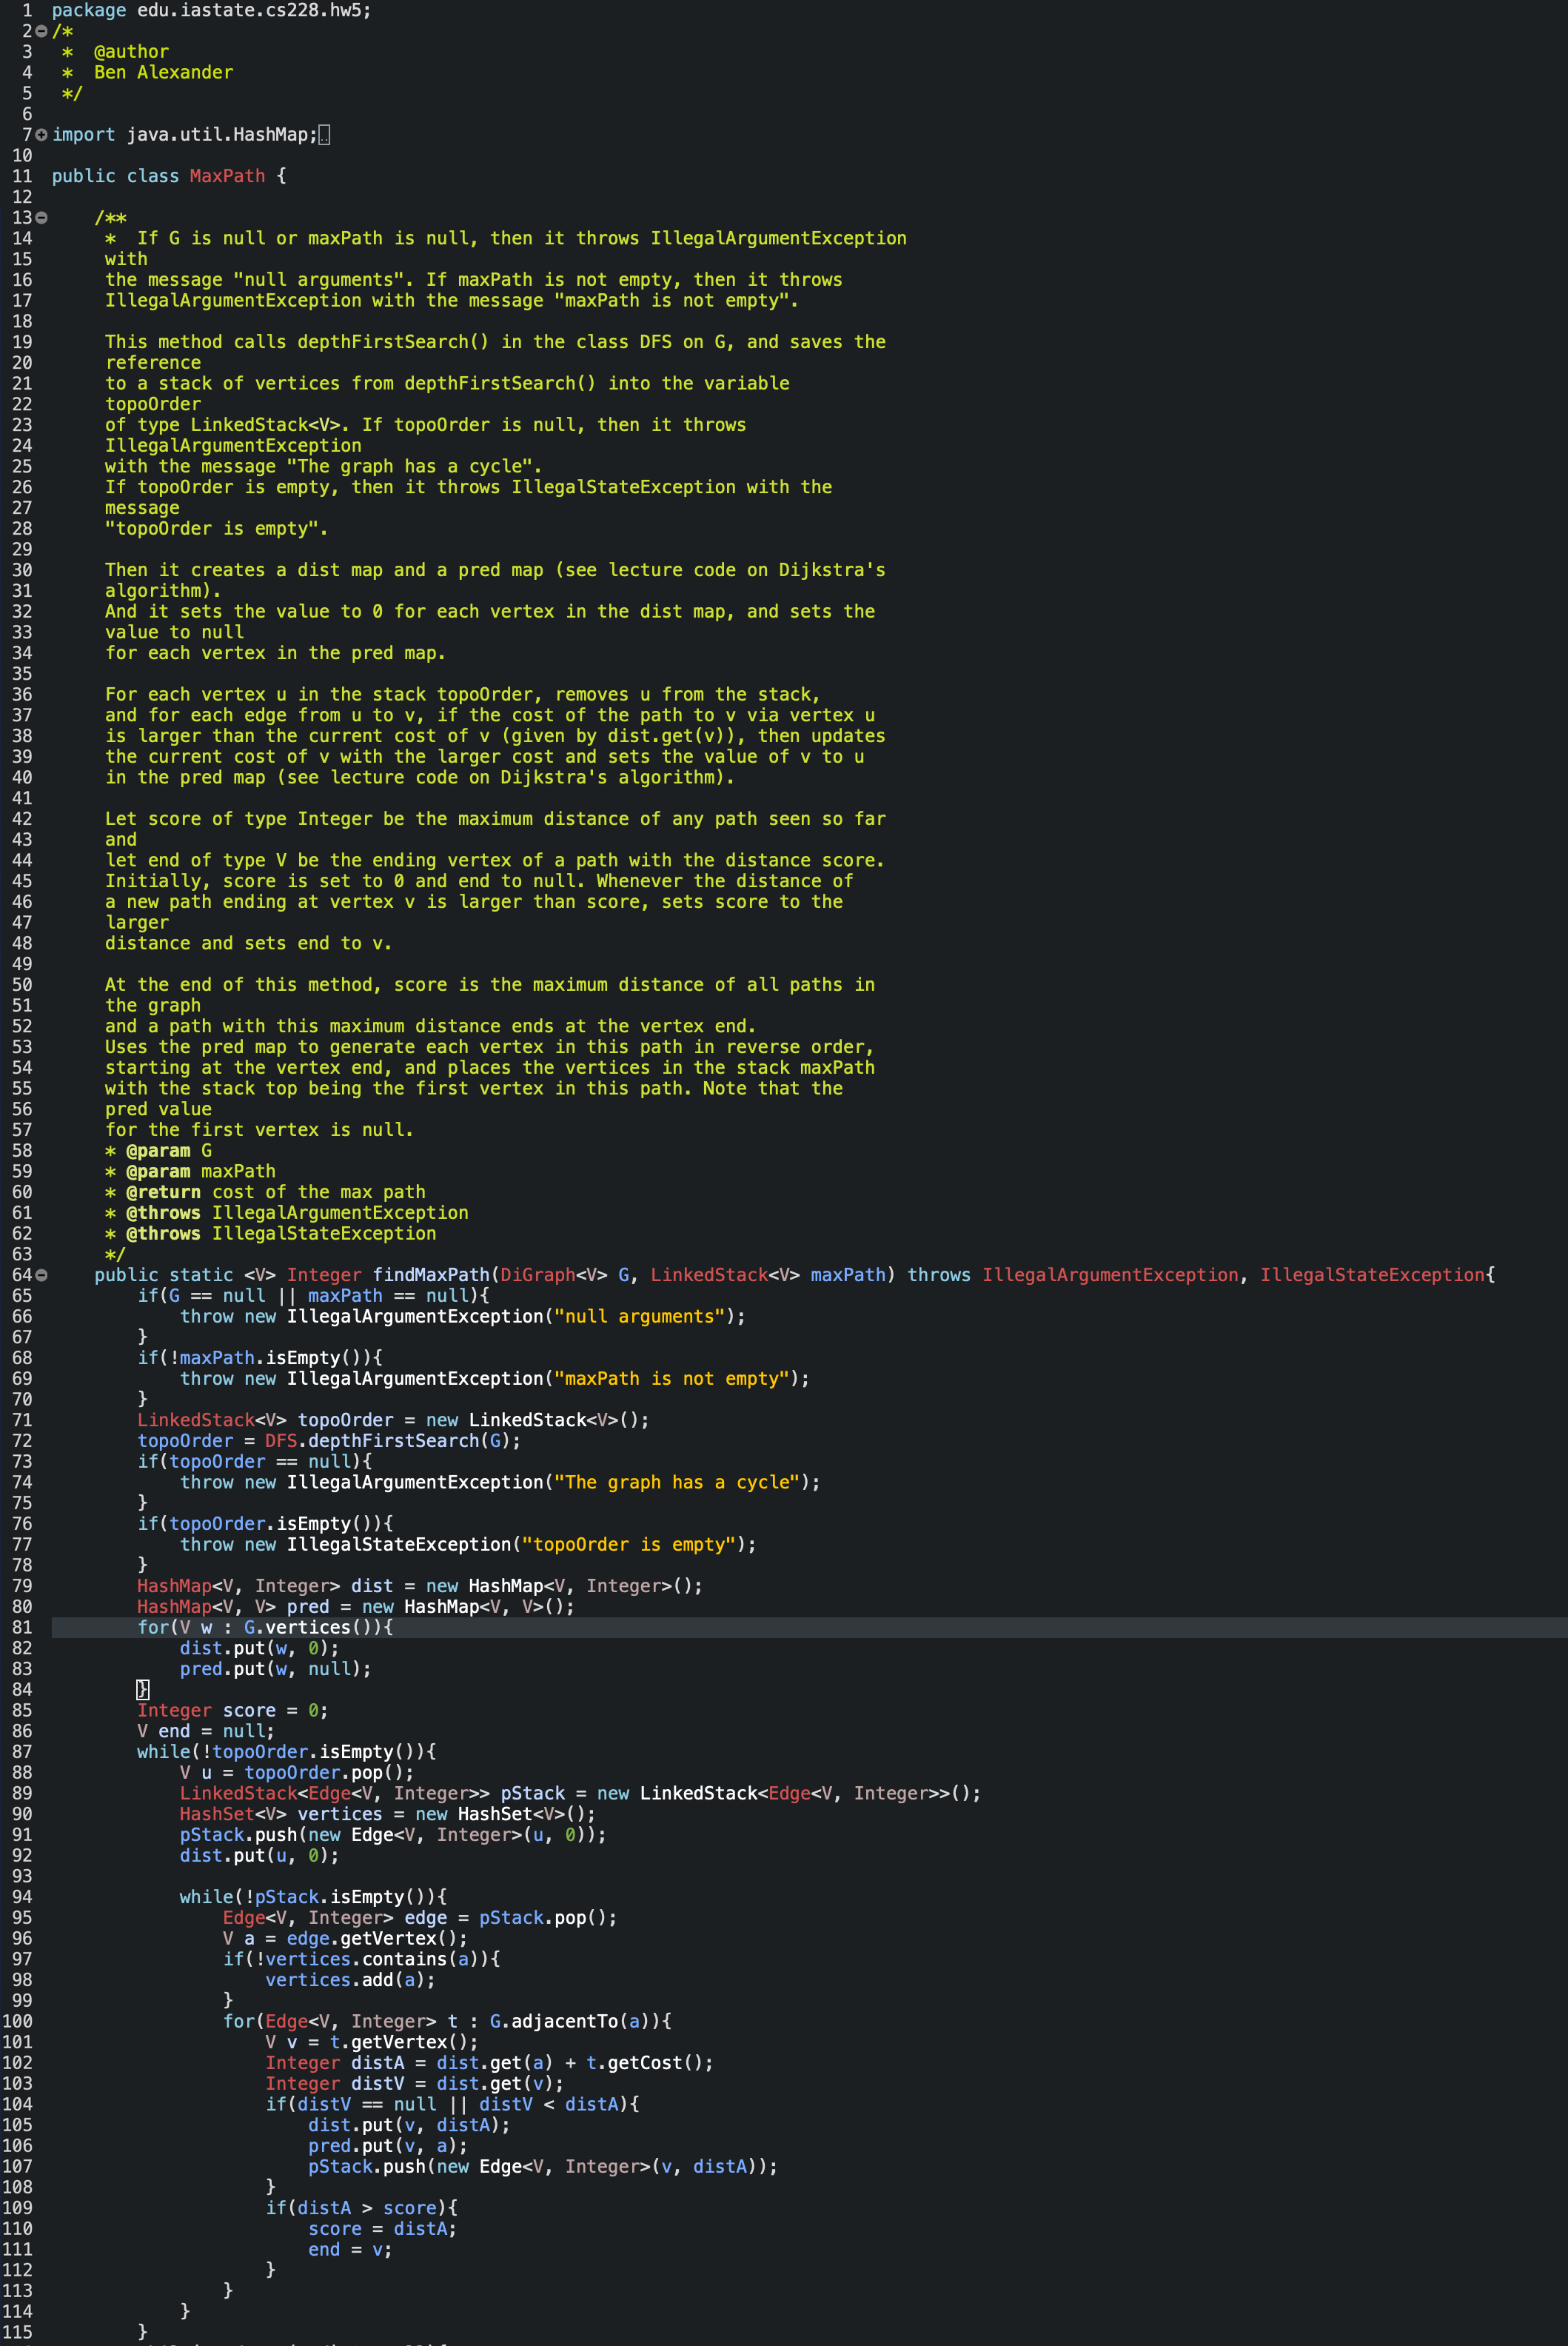 1 package edu.iastate.cs228.hw5;
2 /*
3 * @author
4 * Ben Alexander
5 */
6
7 import java.util.HashMap;
10
11 public class MaxPath {
12
13 /**
14 * If G is null or maxPath is null, then it throws IllegalArgumentException
15 with
16 the message "null arguments". If maxPath is not empty, then it throws
17 IllegalArgumentException with the message "maxPath is not empty".
18
19 This method calls depthFirstSearch() in the class DFS on G, and saves the
20 reference
21 to a stack of vertices from depthFirstSearch() into the variable
22 topoOrder
23 of type LinkedStack<V>. If topoOrder is null, then it throws
24 IllegalArgumentException
25 with the message "The graph has a cycle".
26 If topoOrder is empty, then it throws IllegalStateException with the
27 message
28 "topoOrder is empty".
29
30 Then it creates a dist map and a pred map (see lecture code on Dijkstra's
31 algorithm).
32 And it sets the value to 0 for each vertex in the dist map, and sets the
33 value to null
34 for each vertex in the pred map.
35
36 For each vertex u in the stack topoOrder, removes u from the stack,
37 and for each edge from u to v, if the cost of the path to v via vertex u
38 is larger than the current cost of v (given by dist.get(v)), then updates
39 the current cost of v with the larger cost and sets the value of v to u
40 in the pred map (see lecture code on Dijkstra's algorithm).
41
42 Let score of type Integer be the maximum distance of any path seen so far
43 and
44 let end of type V be the ending vertex of a path with the distance score.
45 Initially, score is set to 0 and end to null. Whenever the distance of
46 a new path ending at vertex v is larger than score, sets score to the
47 larger
48 distance and sets end to v.
49
50 At the end of this method, score is the maximum distance of all paths in
51 the graph
52 and a path with this maximum distance ends at the vertex end.
53 Uses the pred map to generate each vertex in this path in reverse order,
54 starting at the vertex end, and places the vertices in the stack maxPath
55 with the stack top being the first vertex in this path. Note that the
56 pred value
57 for the first vertex is null.
58 * @param G
59 * @param maxPath
60 * @return cost of the max path
61 * @throws IllegalArgumentException
62 * @throws IllegalStateException
63 */
64 public static <V> Integer findMaxPath(DiGraph<V> G, LinkedStack<V> maxPath) throws IllegalArgumentException, IllegalStateException{
65 if(G == null || maxPath == null){
66 throw new IllegalArgumentException("null arguments");
67 }
68 if(!maxPath.isEmpty()){
69 throw new IllegalArgumentException("maxPath is not empty");
70 }
71 LinkedStack<V> topoOrder = new LinkedStack<V>();
72 topoOrder = DFS.depthFirstSearch(G);
73 if(topoOrder == null){
74 throw new IllegalArgumentException("The graph has a cycle");
75 }
76 if(topoOrder.isEmpty()){
77 throw new IllegalStateException("topoOrder is empty");
78 }
79 HashMap<V, Integer> dist = new HashMap<V, Integer>();
80 HashMap<V, V> pred = new HashMap<V, V>();
81 for(V w : G.vertices()){
82 dist.put(w, 0);
83 pred.put(w, null);
84 }
85 Integer score = 0;
86 V end = null;
87 while(!topoOrder.isEmpty()){
88 V u = topoOrder.pop();
89 LinkedStack<Edge<V, Integer>> pStack = new LinkedStack<Edge<V, Integer>>();
90 HashSet<V> vertices = new HashSet<V>();
91 pStack.push(new Edge<V, Integer>(u, 0));
92 dist.put(u, 0);
93
94 while(!pStack.isEmpty()){
95 Edge<V, Integer> edge = pStack.pop();
96 V a = edge.getVertex();
97 if(!vertices.contains(a)){
98 vertices.add(a);
99 }
100 for(Edge<V, Integer> t : G.adjacentTo(a)){
101 V v = t.getVertex();
102 Integer distA = dist.get(a) + t.getCost();
103 Integer distV = dist.get(v);
104 if(distV == null || distV < distA){
105 dist.put(v, distA);
106 pred.put(v, a);
107 pStack.push(new Edge<V, Integer>(v, distA));
108 }
109 if(distA > score){
110 score = distA;
111 end = v;
112 }
113 }
114 }
115 }